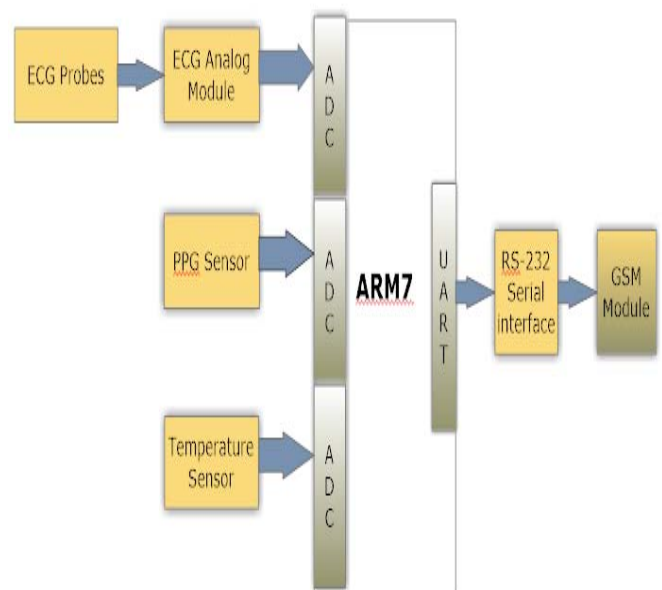 ECG Probes
ECG Analog
Module
A
D
C
PPG Sensor
A
D
C
ARM7
U
A
R
T
RS-232
Serial
interface
GSM
Module
Temperature
Sensor
A
D
C